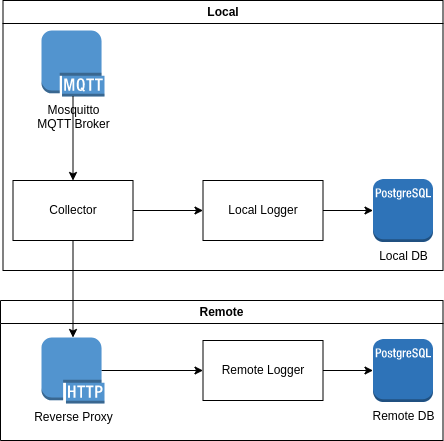 Local
MQTT
Mosquitto
MQTT Broker
Collector
Local Logger
PostgreSQL
Local DB
Remote
HTTP
Reverse Proxy
Remote Logger
PostgreSQL
Remote DB